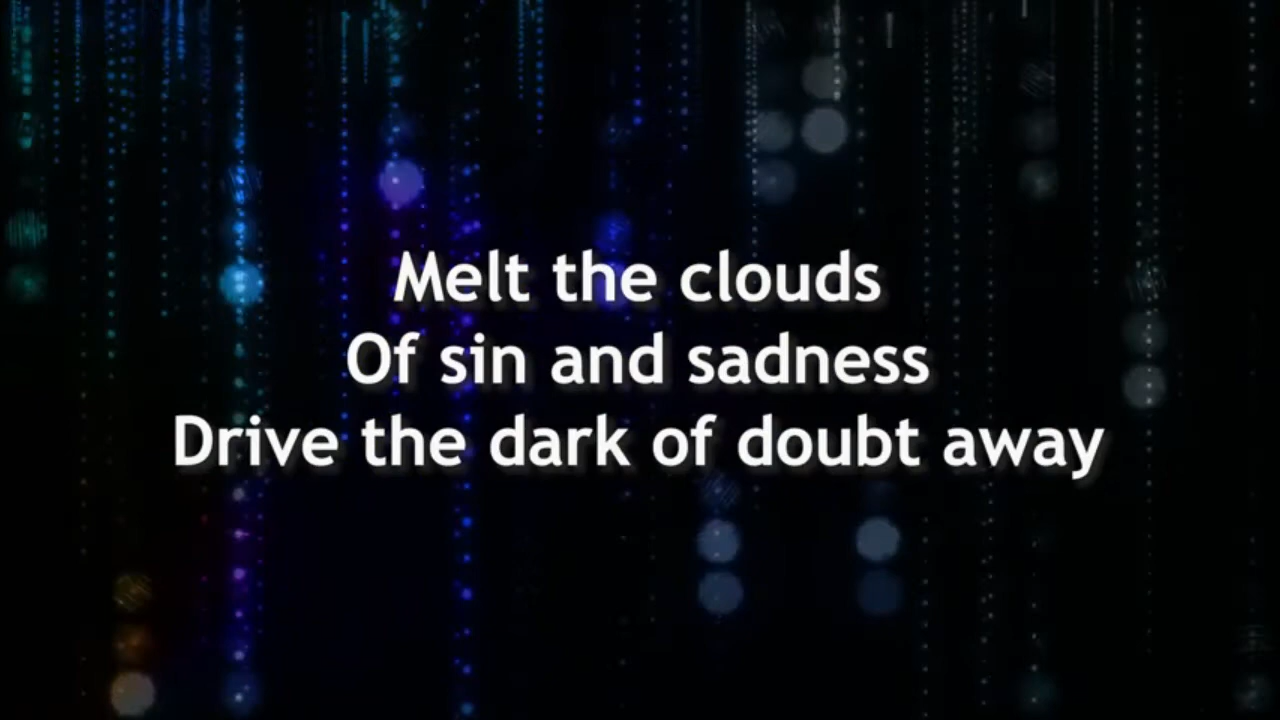 Melt the clouds
Of sin and sadness
Drive the dark of doubt away